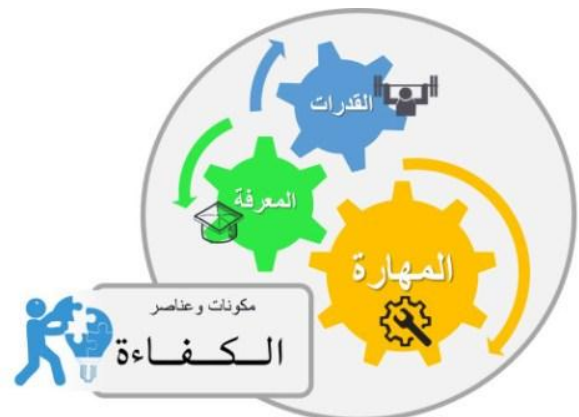 القدرات
المعرفة
المهارة
مكونات وعناصر
الـكـفـاءة